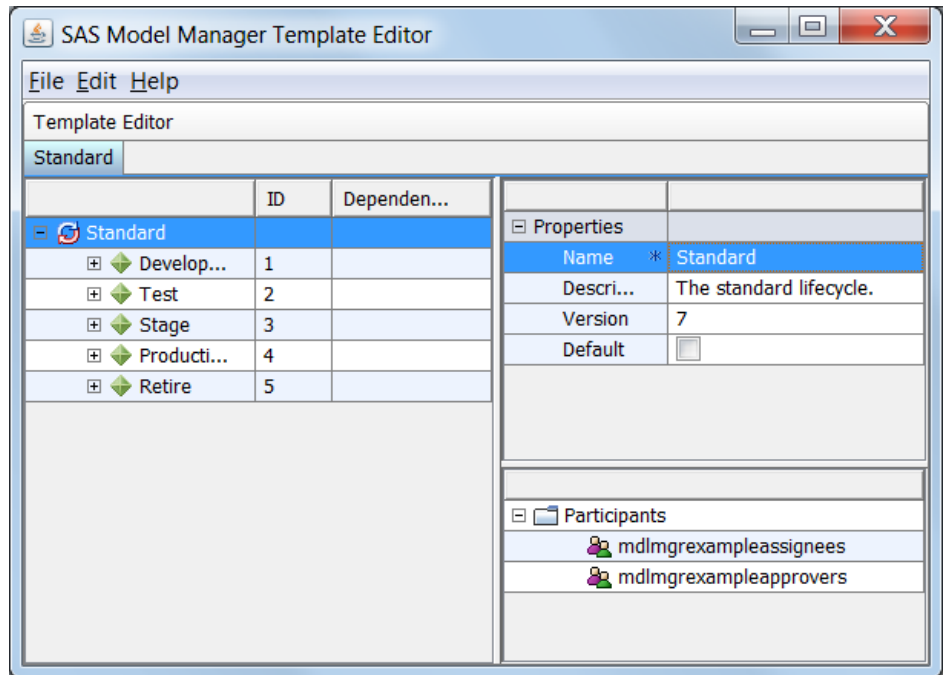 SAS Model Manager Template Editor
File Edit Help
Template Editor
Standard
ID Dependen...
Standard
Develop... 1
Test 2
Stage 3
Producti... 4
Retire 5
Properties
Name * Standard
Descri... The standard lifecycle.
Version 7
Default
Participants
mdlmgrexampleassignees
mdlmgrexampleapprovers